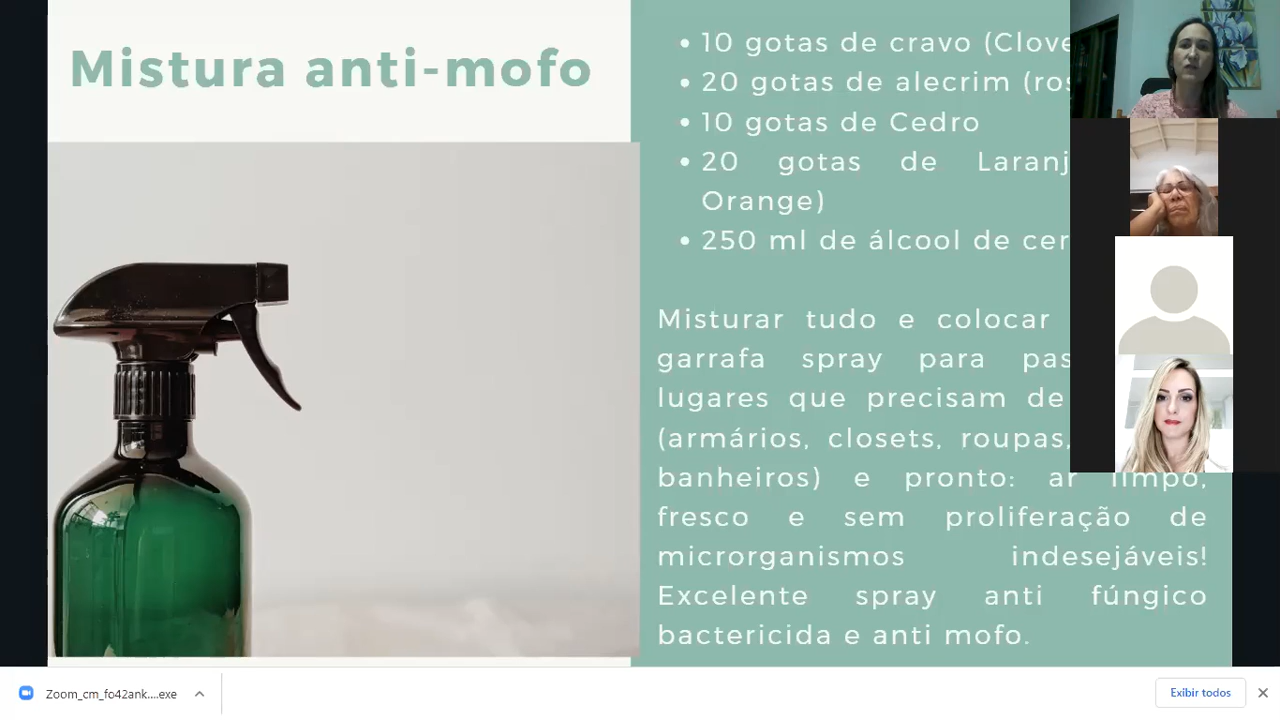 Mistura anti-mofo
• 10 gotas de cravo (Clove
• 20 gotas de alecrim (ros
• 10 gotas de Cedro
• 20 gotas de Laranj
Orange)
• 250 ml de álcool de cer
Misturar tudo e colocar
garrafa spray para pas
lugares que precisam de
(armários, closets, roupas,
banheiros) e pronto: ar limpo,
fresco e sem proliferação de
microrganismos indesejáveis!
Excelente spray anti fúngico
bactericida e anti mofo.
Zoom_cm_fo42ank....exe
Exibir todos